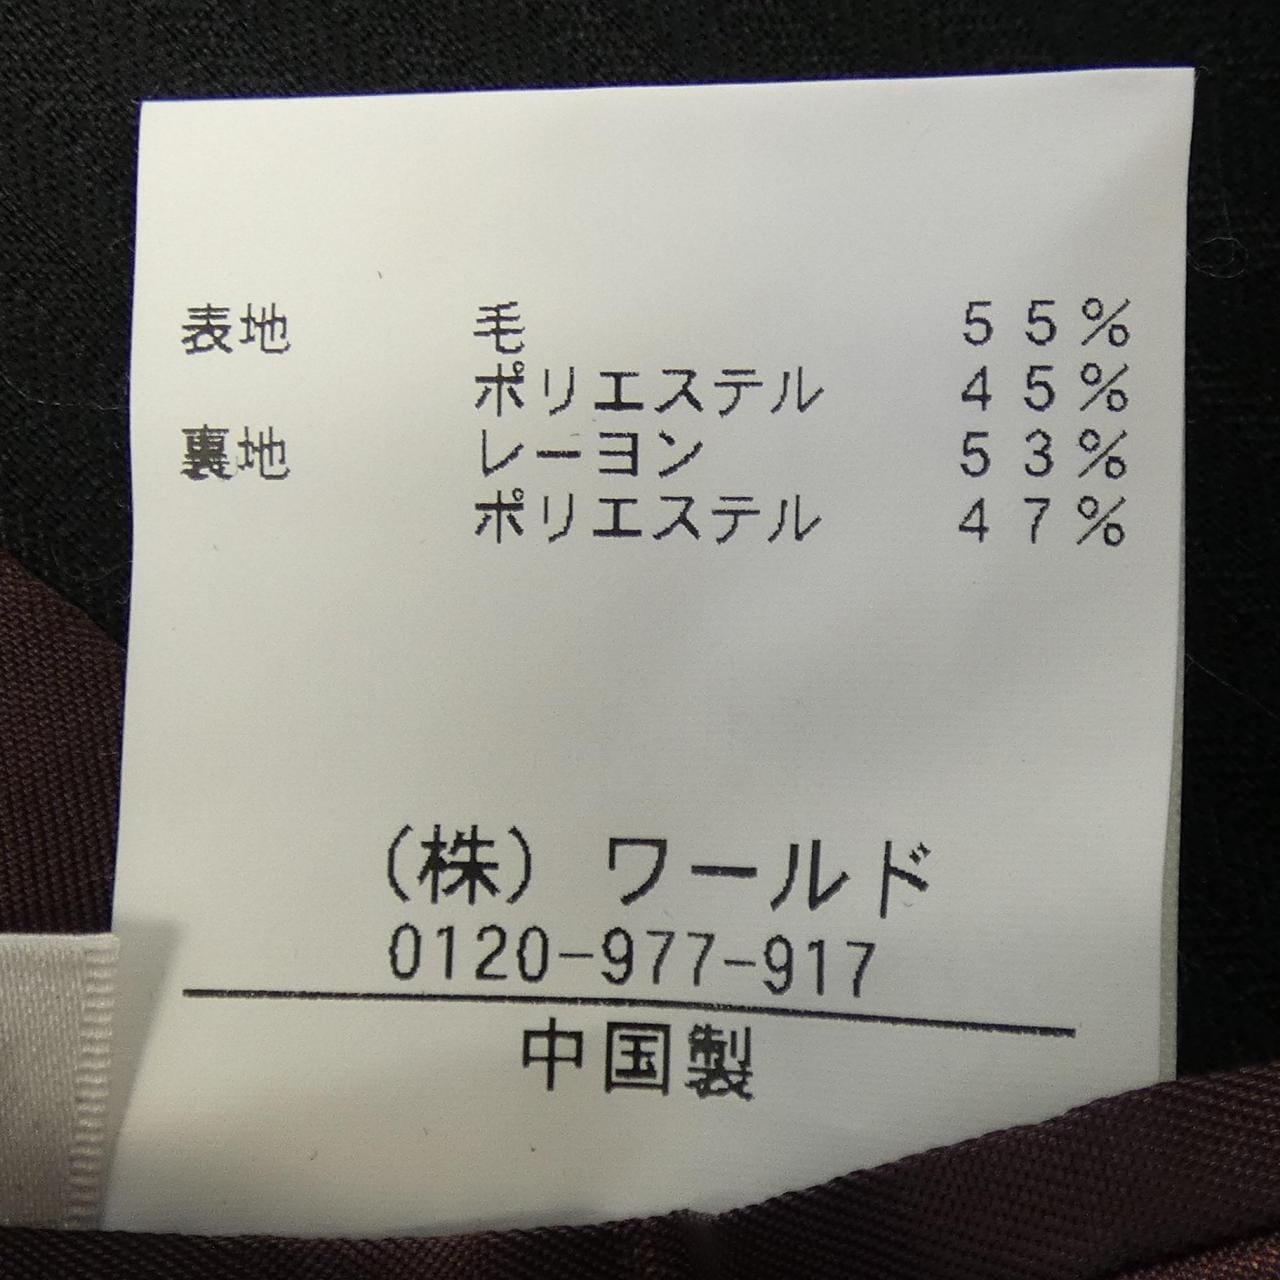 表地 毛 55%
ポリエステル 45%
裏地 レーヨン 53%
ポリエステル 47%
(株) ワールド
0120-977-917
中国製